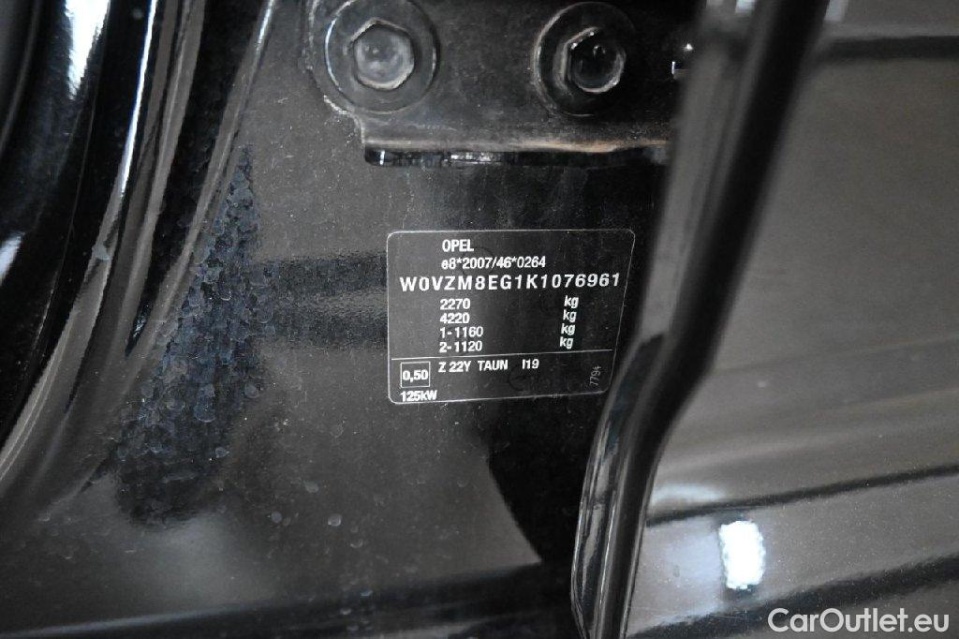 OPEL
e8*2007/46*0264
W0VZM8EG1K1076961
2270 kg
4220 kg
1-1160 kg
2-1120 kg
0,50 Z 22Y TAUN I19
7794
125kW
CarOutlet.eu